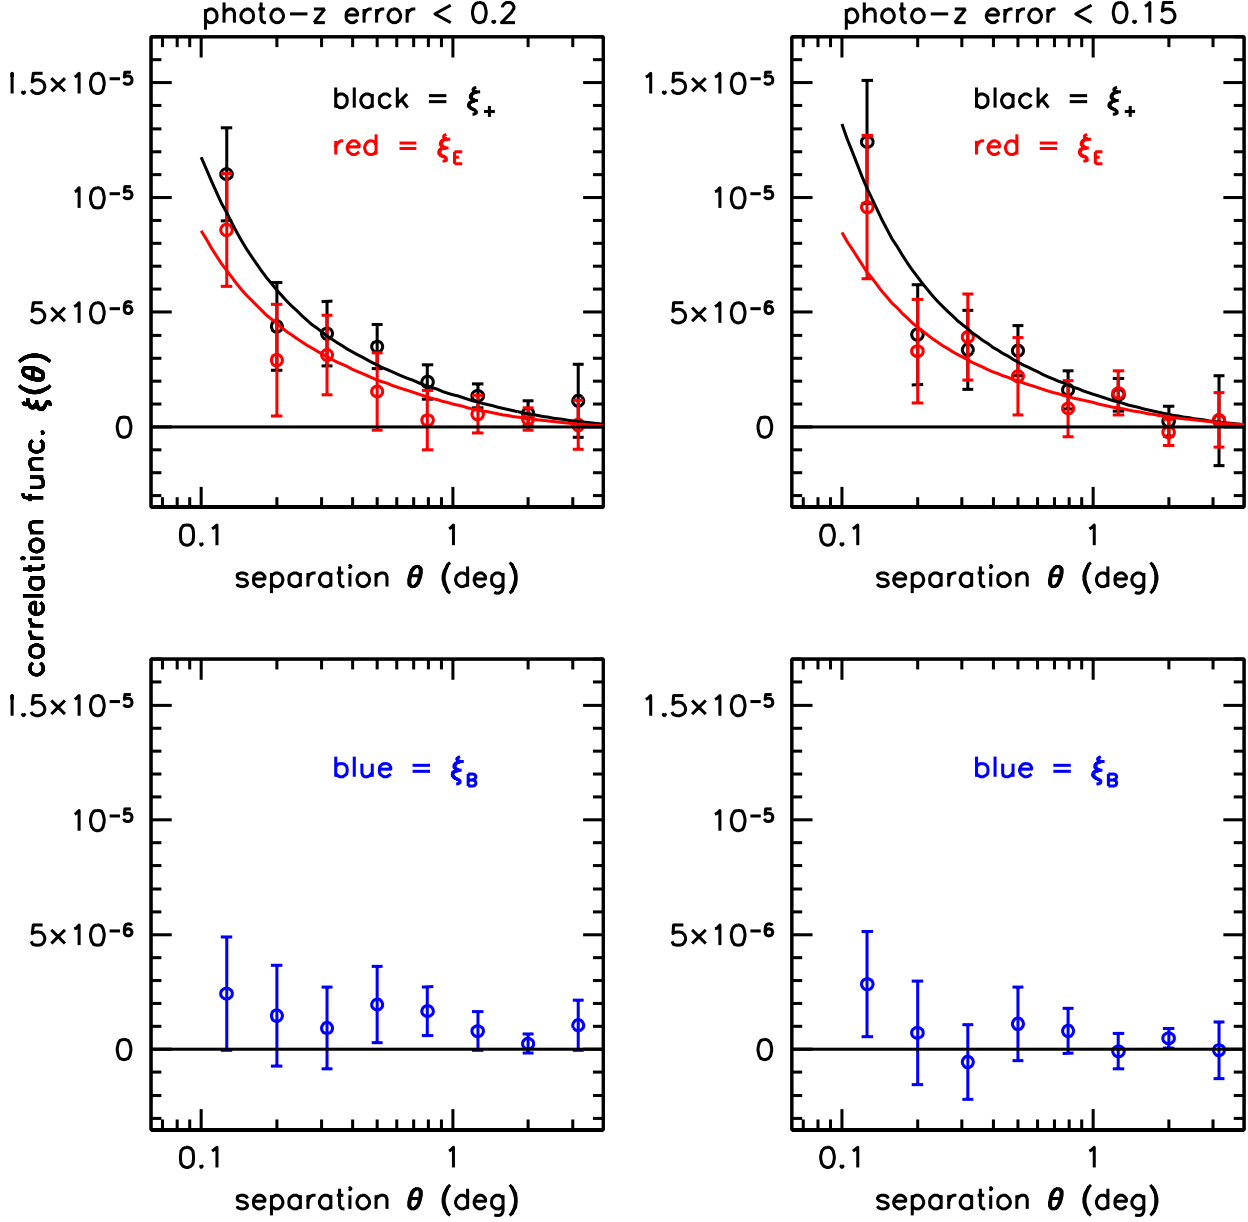 photo-z error < 0.2
photo-z error < 0.15
1.5×10⁻⁵
10⁻⁵
5×10⁻⁶
0
black = ξ₊
red = ξ_E
0.1
1
separation θ (deg)
1.5×10⁻⁵
10⁻⁵
5×10⁻⁶
0
black = ξ₊
red = ξ_E
0.1
1
separation θ (deg)
correlation func. ξ(θ)
1.5×10⁻⁵
10⁻⁵
5×10⁻⁶
0
blue = ξ_B
0.1
1
separation θ (deg)
1.5×10⁻⁵
10⁻⁵
5×10⁻⁶
0
blue = ξ_B
0.1
1
separation θ (deg)